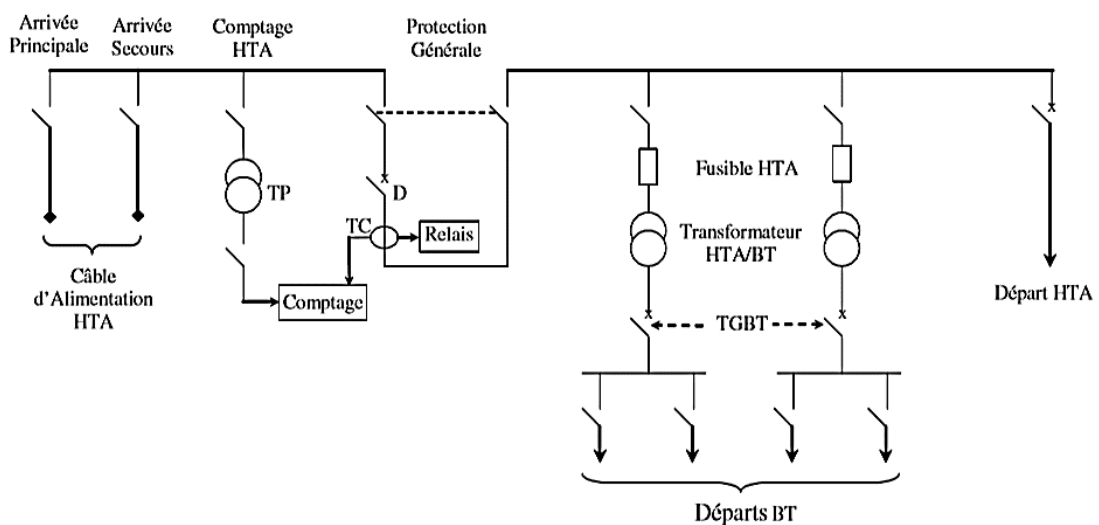 Arrivée
Principale
Arrivée
Secours
Comptage
HTA
Protection
Générale
TP
D
TC
Relais
Comptage
Câble
d'Alimentation
HTA
Fusible HTA
Transformateur
HTA/BT
TGBT
Départ HTA
Départs BT